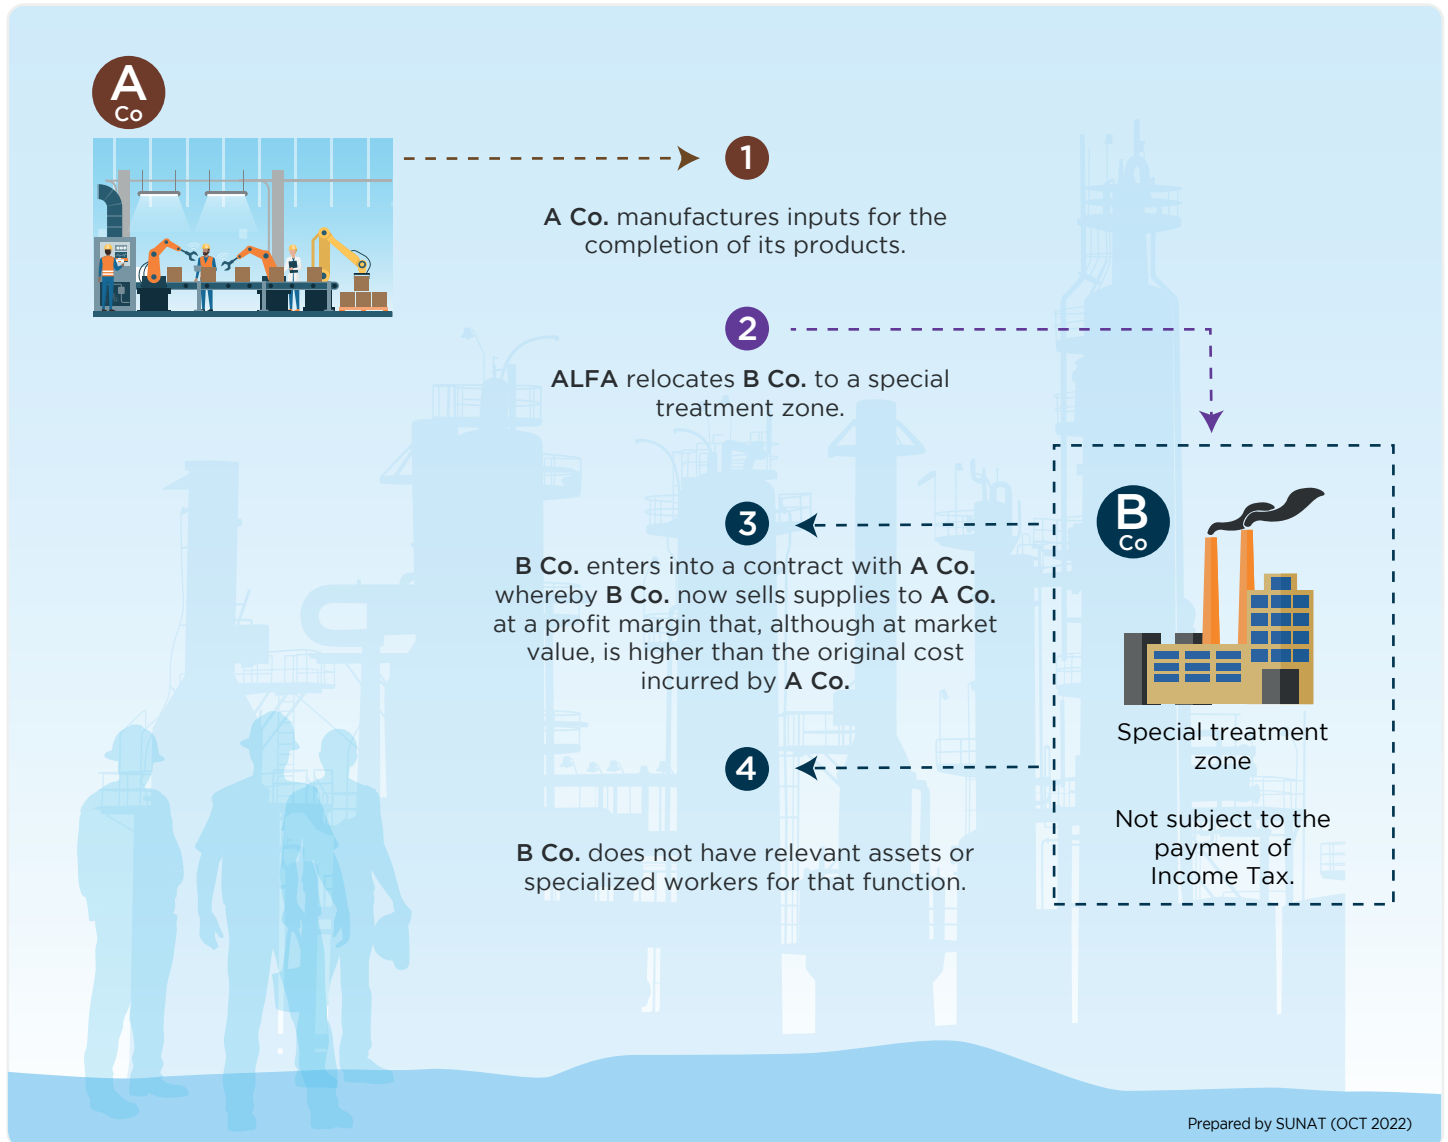 A
Co
1
A Co. manufactures inputs for the
completion of its products.
2
ALFA relocates B Co. to a special
treatment zone.
3
B Co. enters into a contract with A Co.
whereby B Co. now sells supplies to A Co.
at a profit margin that, although at market
value, is higher than the original cost
incurred by A Co.
4
B Co. does not have relevant assets or
specialized workers for that function.
B
Co
Special treatment
zone
Not subject to the
payment of
Income Tax.
Prepared by SUNAT (OCT 2022)